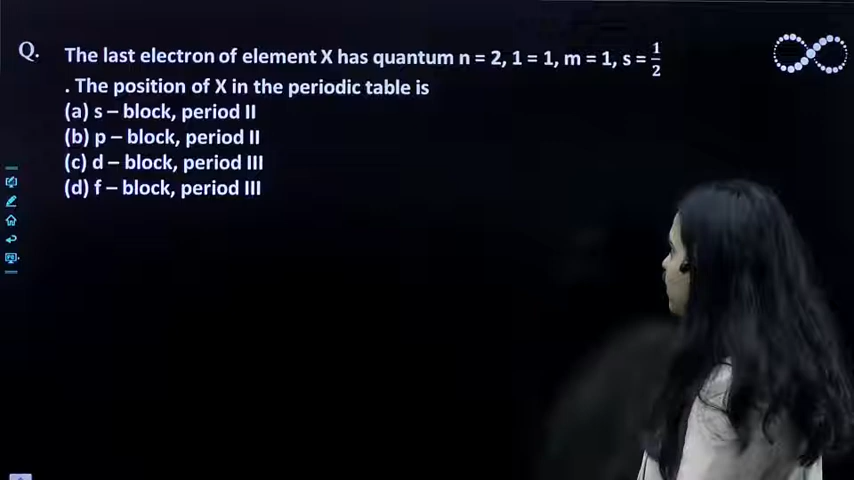 Q. The last electron of element X has quantum n = 2, 1 = 1, m = 1, s = 1/2
. The position of X in the periodic table is
(a) s – block, period II
(b) p – block, period II
(c) d – block, period III
(d) f – block, period III